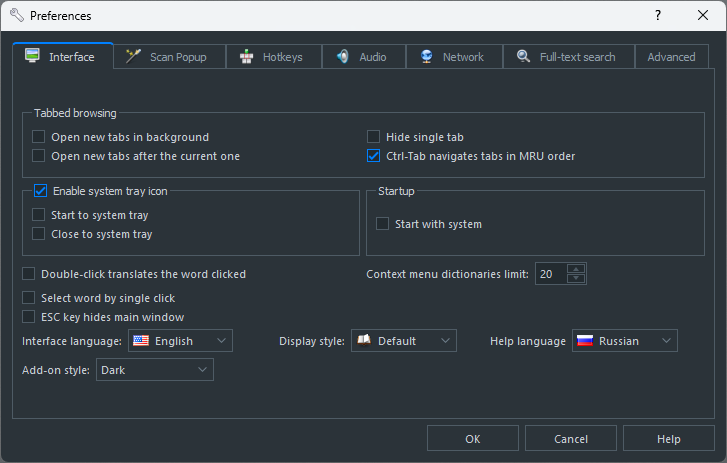 Preferences ?
Interface Scan Popup Hotkeys Audio Network Full-text search Advanced
Tabbed browsing
Open new tabs in background Hide single tab
Open new tabs after the current one Ctrl-Tab navigates tabs in MRU order
Enable system tray icon Startup
Start to system tray
Start with system
Close to system tray
Double-click translates the word clicked Context menu dictionaries limit: 20
Select word by single click
ESC key hides main window
Interface language: English Display style: Default Help language Russian
Add-on style: Dark
OK Cancel Help